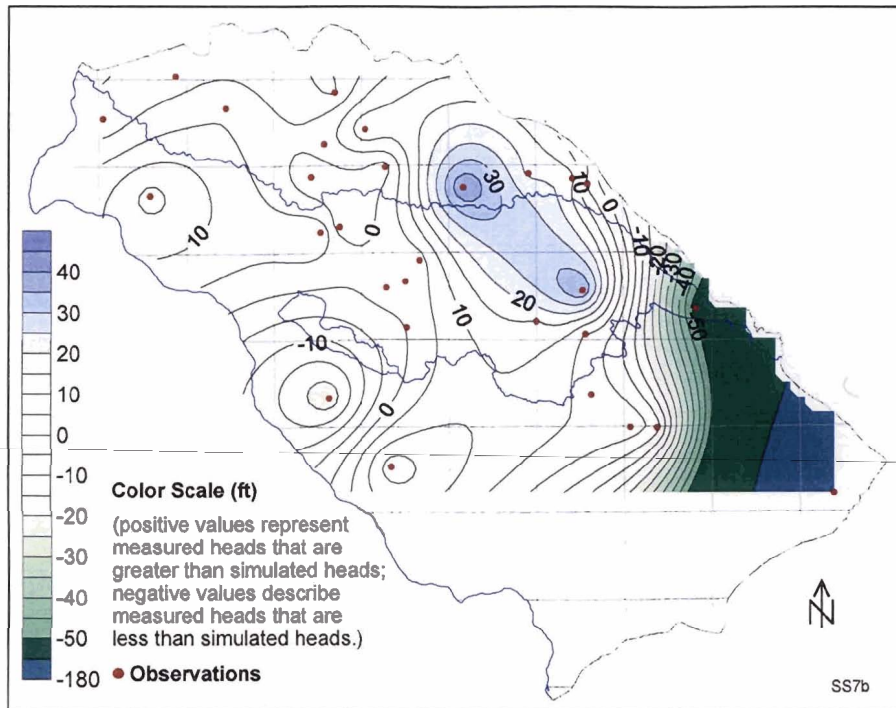 30
10
0
-10
-50
10
0
20
10
-10
0
40
30
20
10
0
-10
-20
-30
-40
-50
-180
Color Scale (ft)
(positive values represent
measured heads that are
greater than simulated heads;
negative values describe
measured heads that are
less than simulated heads.)
Observations
N
SS7b